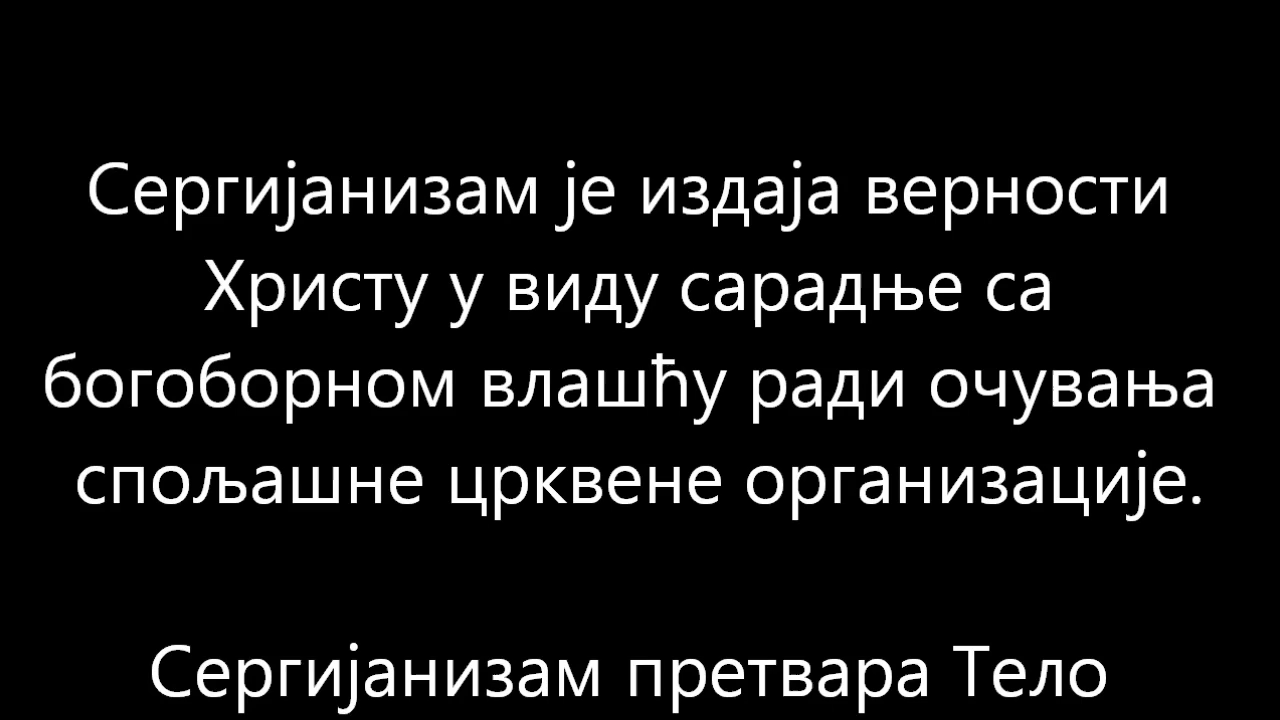 Сергијанизам је издаја верности
Христу у виду сарадње са
богоборном влашћу ради очувања
спољашне црквене организације.
Сергијанизам претвара Тело